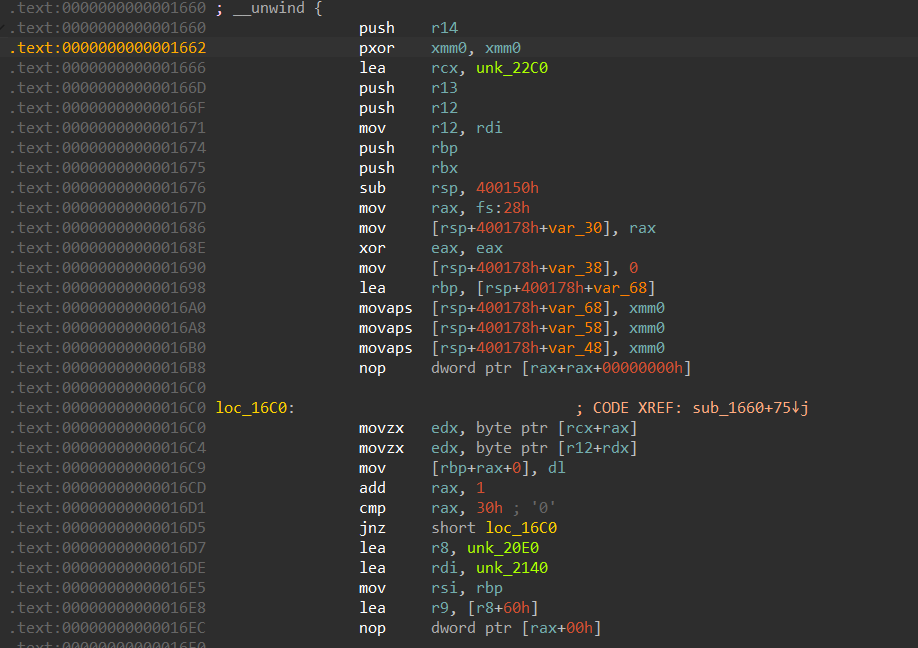 .text:0000000000001660 ; __unwind {
.text:0000000000001660 push r14
.text:0000000000001662 pxor xmm0, xmm0
.text:0000000000001666 lea rcx, unk_22C0
.text:000000000000166D push r13
.text:000000000000166F push r12
.text:0000000000001671 mov r12, rdi
.text:0000000000001674 push rbp
.text:0000000000001675 push rbx
.text:0000000000001676 sub rsp, 400150h
.text:000000000000167D mov rax, fs:28h
.text:0000000000001686 mov [rsp+400178h+var_30], rax
.text:000000000000168E xor eax, eax
.text:0000000000001690 mov [rsp+400178h+var_38], 0
.text:0000000000001698 lea rbp, [rsp+400178h+var_68]
.text:00000000000016A0 movaps [rsp+400178h+var_68], xmm0
.text:00000000000016A8 movaps [rsp+400178h+var_58], xmm0
.text:00000000000016B0 movaps [rsp+400178h+var_48], xmm0
.text:00000000000016B8 nop dword ptr [rax+rax+00000000h]
.text:00000000000016C0
.text:00000000000016C0 loc_16C0: ; CODE XREF: sub_1660+75↓j
.text:00000000000016C0 movzx edx, byte ptr [rcx+rax]
.text:00000000000016C4 movzx edx, byte ptr [r12+rdx]
.text:00000000000016C9 mov [rbp+rax+0], dl
.text:00000000000016CD add rax, 1
.text:00000000000016D1 cmp rax, 30h ; '0'
.text:00000000000016D5 jnz short loc_16C0
.text:00000000000016D7 lea r8, unk_20E0
.text:00000000000016DE lea rdi, unk_2140
.text:00000000000016E5 mov rsi, rbp
.text:00000000000016E8 lea r9, [r8+60h]
.text:00000000000016EC nop dword ptr [rax+00h]
.text:00000000000016F0